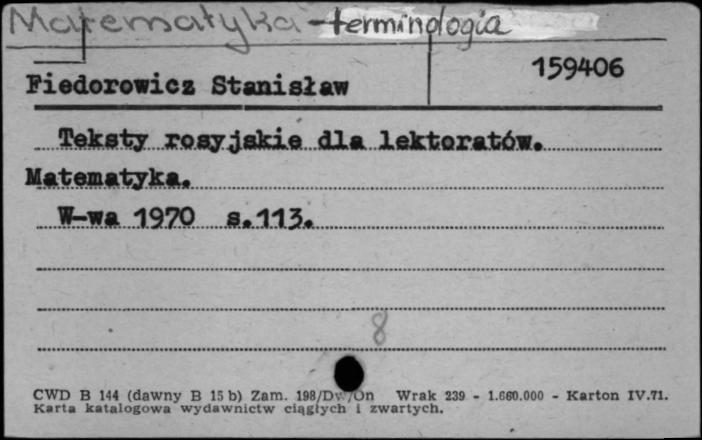 Matematyka - terminologia
159406
Fiedorowicz Stanisław
Teksty rosyjskie dla lektoratów.
Matematyka.
W-wa 1970 s.113.
8
CWD B 144 (dawny B 15 b) Zam. 198/Dw/On Wrak 239 - 1.660.000 - Karton IV.71.
Karta katalogowa wydawnictw ciągłych i zwartych.